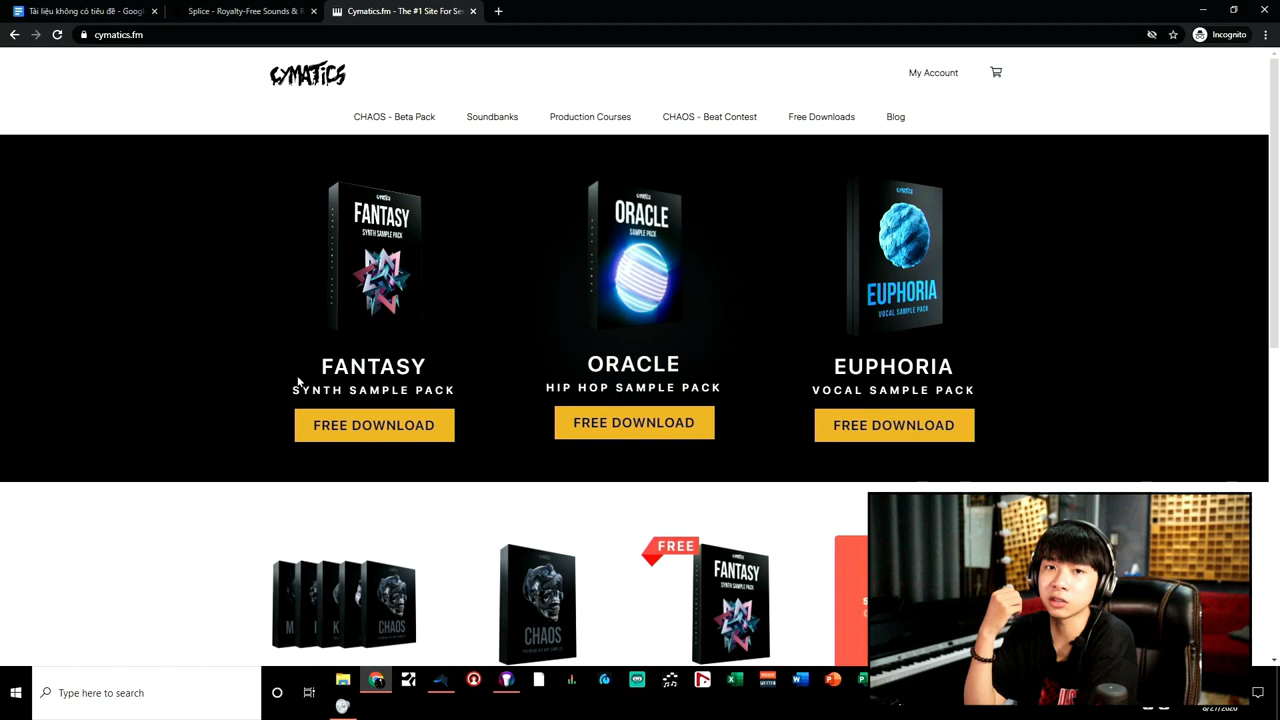 Tài liệu không có tiêu đề - Googl
Splice - Royalty-Free Sounds & R
Cymatics.fm - The #1 Site For Se
cymatics.fm
Incognito
CYMATICS
My Account
CHAOS - Beta Pack
Soundbanks
Production Courses
CHAOS - Beat Contest
Free Downloads
Blog
FANTASY
SYNTH SAMPLE PACK
ORACLE
SAMPLE PACK
EUPHORIA
VOCAL SAMPLE PACK
FANTASY
SYNTH SAMPLE PACK
FREE DOWNLOAD
ORACLE
HIP HOP SAMPLE PACK
FREE DOWNLOAD
EUPHORIA
VOCAL SAMPLE PACK
FREE DOWNLOAD
CHAOS
CHAOS
FREE
FANTASY
SYNTH SAMPLE PACK
Type here to search